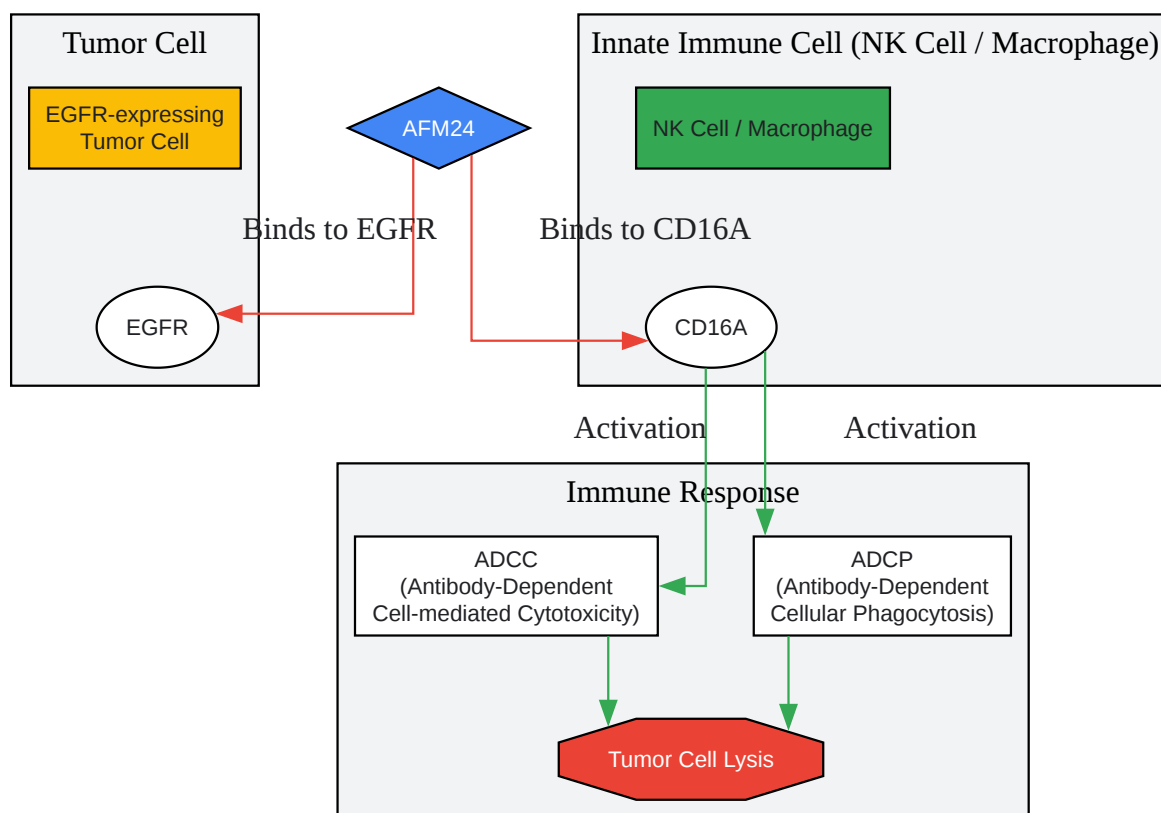 Tumor Cell
Innate Immune Cell (NK Cell / Macrophage)
EGFR-expressing
Tumor Cell
AFM24
NK Cell / Macrophage
Binds to EGFR
Binds to CD16A
EGFR
CD16A
Activation
Activation
Immune Response
ADCC
(Antibody-Dependent
Cell-mediated Cytotoxicity)
ADCP
(Antibody-Dependent
Cellular Phagocytosis)
Tumor Cell Lysis